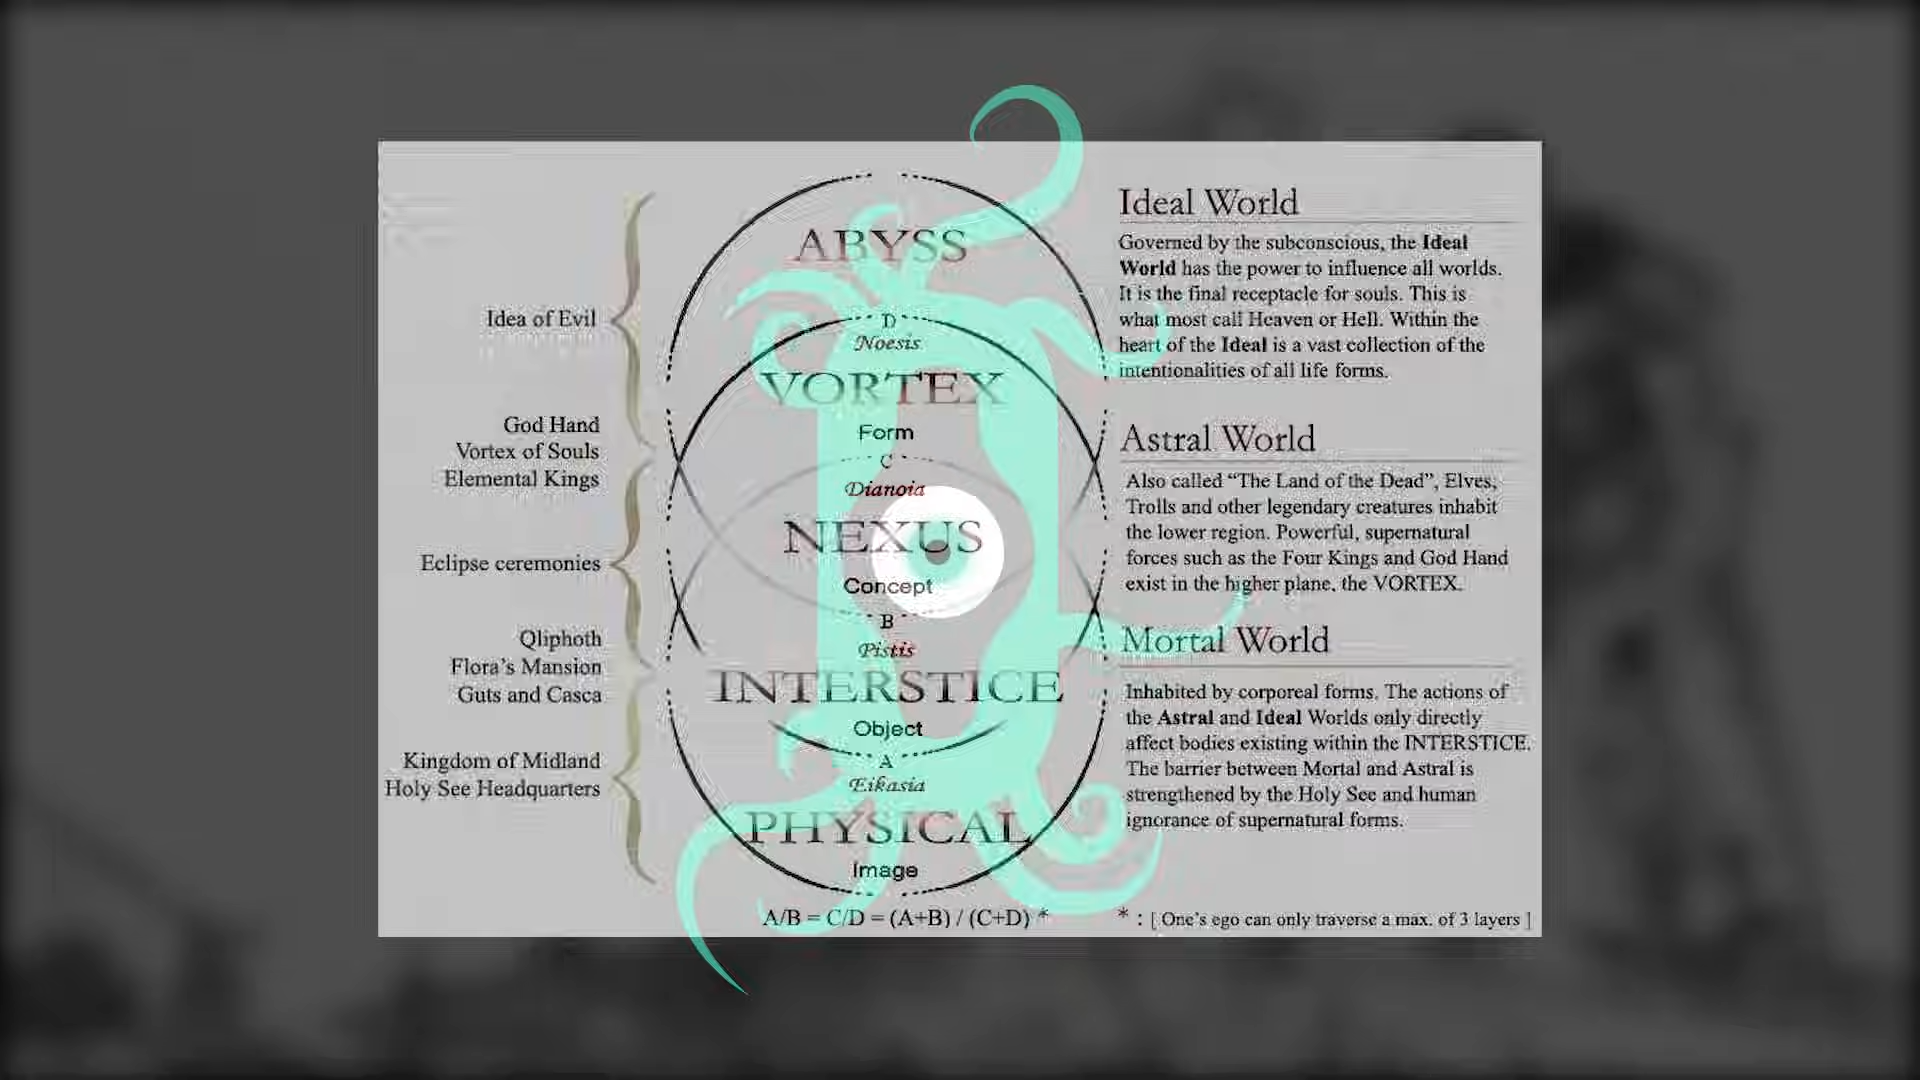 Idea of Evil
God Hand
Vortex of Souls
Elemental Kings
Eclipse ceremonies
Qliphoth
Flora's Mansion
Guts and Casca
Kingdom of Midland
Holy See Headquarters
ABYSS
D
Noesis
VORTEX
Form
C
Dianoia
NEXUS
Concept
B
Pistis
INTERSTICE
Object
A
Eikasia
PHYSICAL
Image
A/B = C/D = (A+B) / (C+D) *
Ideal World
Governed by the subconscious, the Ideal
World has the power to influence all worlds.
It is the final receptacle for souls. This is
what most call Heaven or Hell. Within the
heart of the Ideal is a vast collection of the
intentionalities of all life forms.
Astral World
Also called “The Land of the Dead”, Elves,
Trolls and other legendary creatures inhabit
the lower region. Powerful, supernatural
forces such as the Four Kings and God Hand
exist in the higher plane, the VORTEX.
Mortal World
Inhabited by corporeal forms. The actions of
the Astral and Ideal Worlds only directly
affect bodies existing within the INTERSTICE.
The barrier between Mortal and Astral is
strengthened by the Holy See and human
ignorance of supernatural forms.
* : [ One's ego can only traverse a max. of 3 layers ]